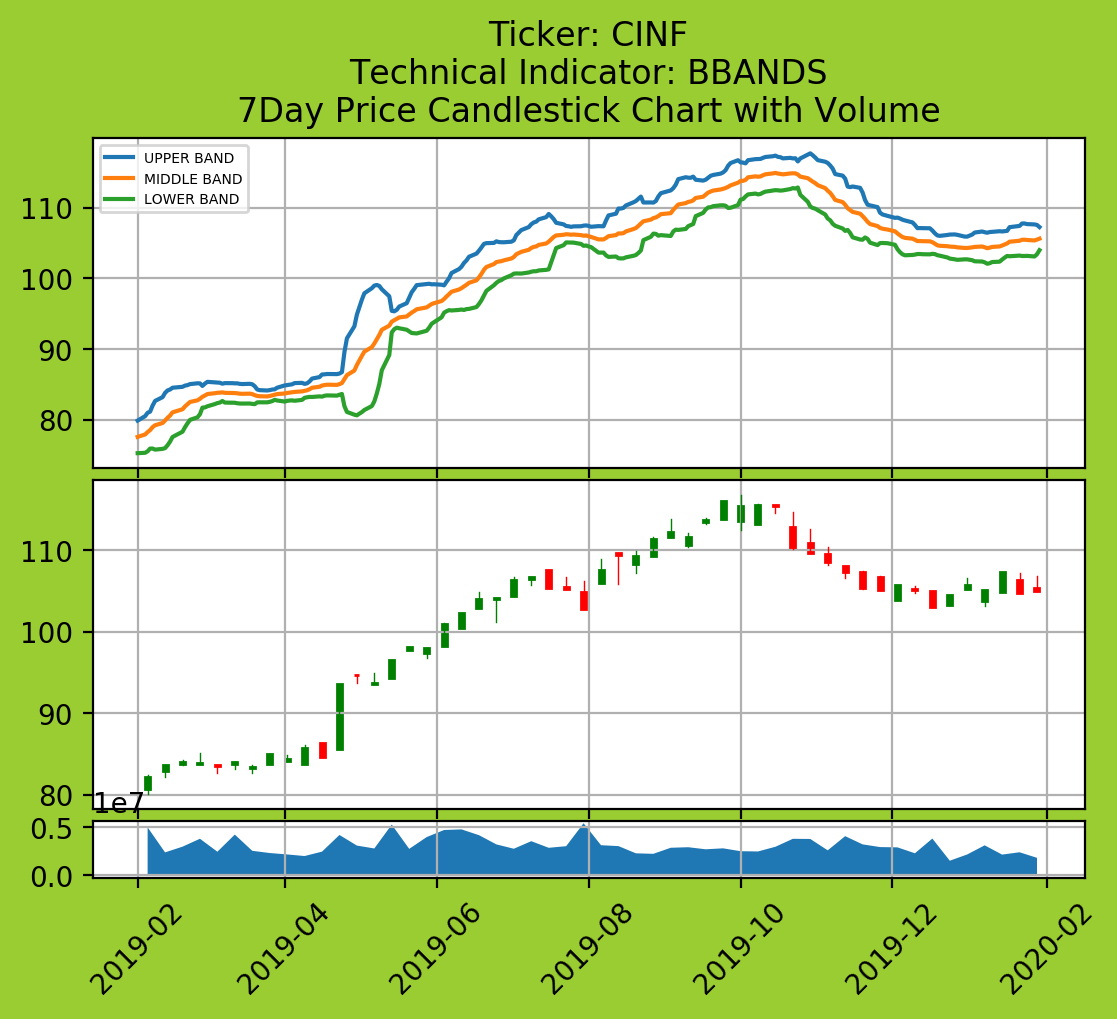 Ticker: CINF
Technical Indicator: BBANDS
7Day Price Candlestick Chart with Volume
UPPER BAND
MIDDLE BAND
LOWER BAND
110
100
90
80
110
100
90
80
1e7
0.5
0.0
2019-02
2019-04
2019-06
2019-08
2019-10
2019-12
2020-02